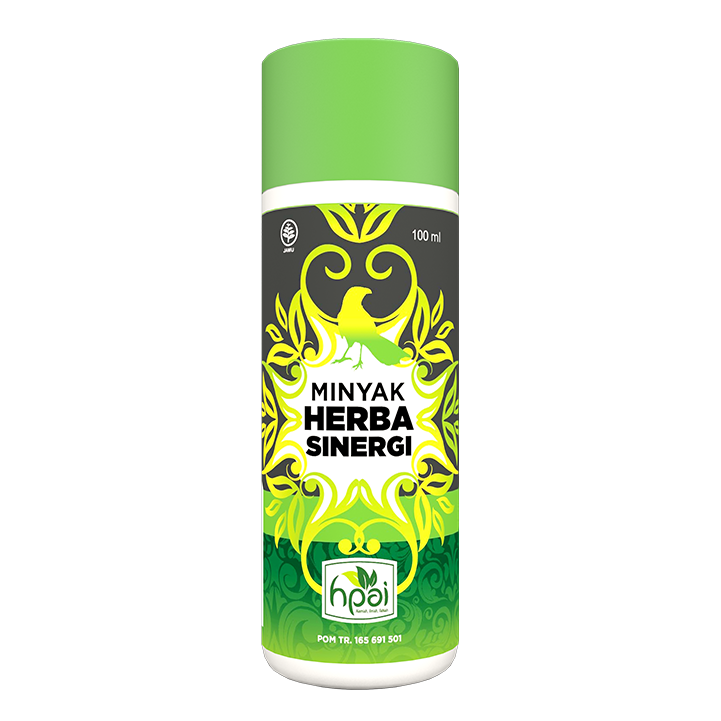 JAMU
100 ml
MINYAK
HERBA
SINERGI
hpai
POM TR. 165 691 501